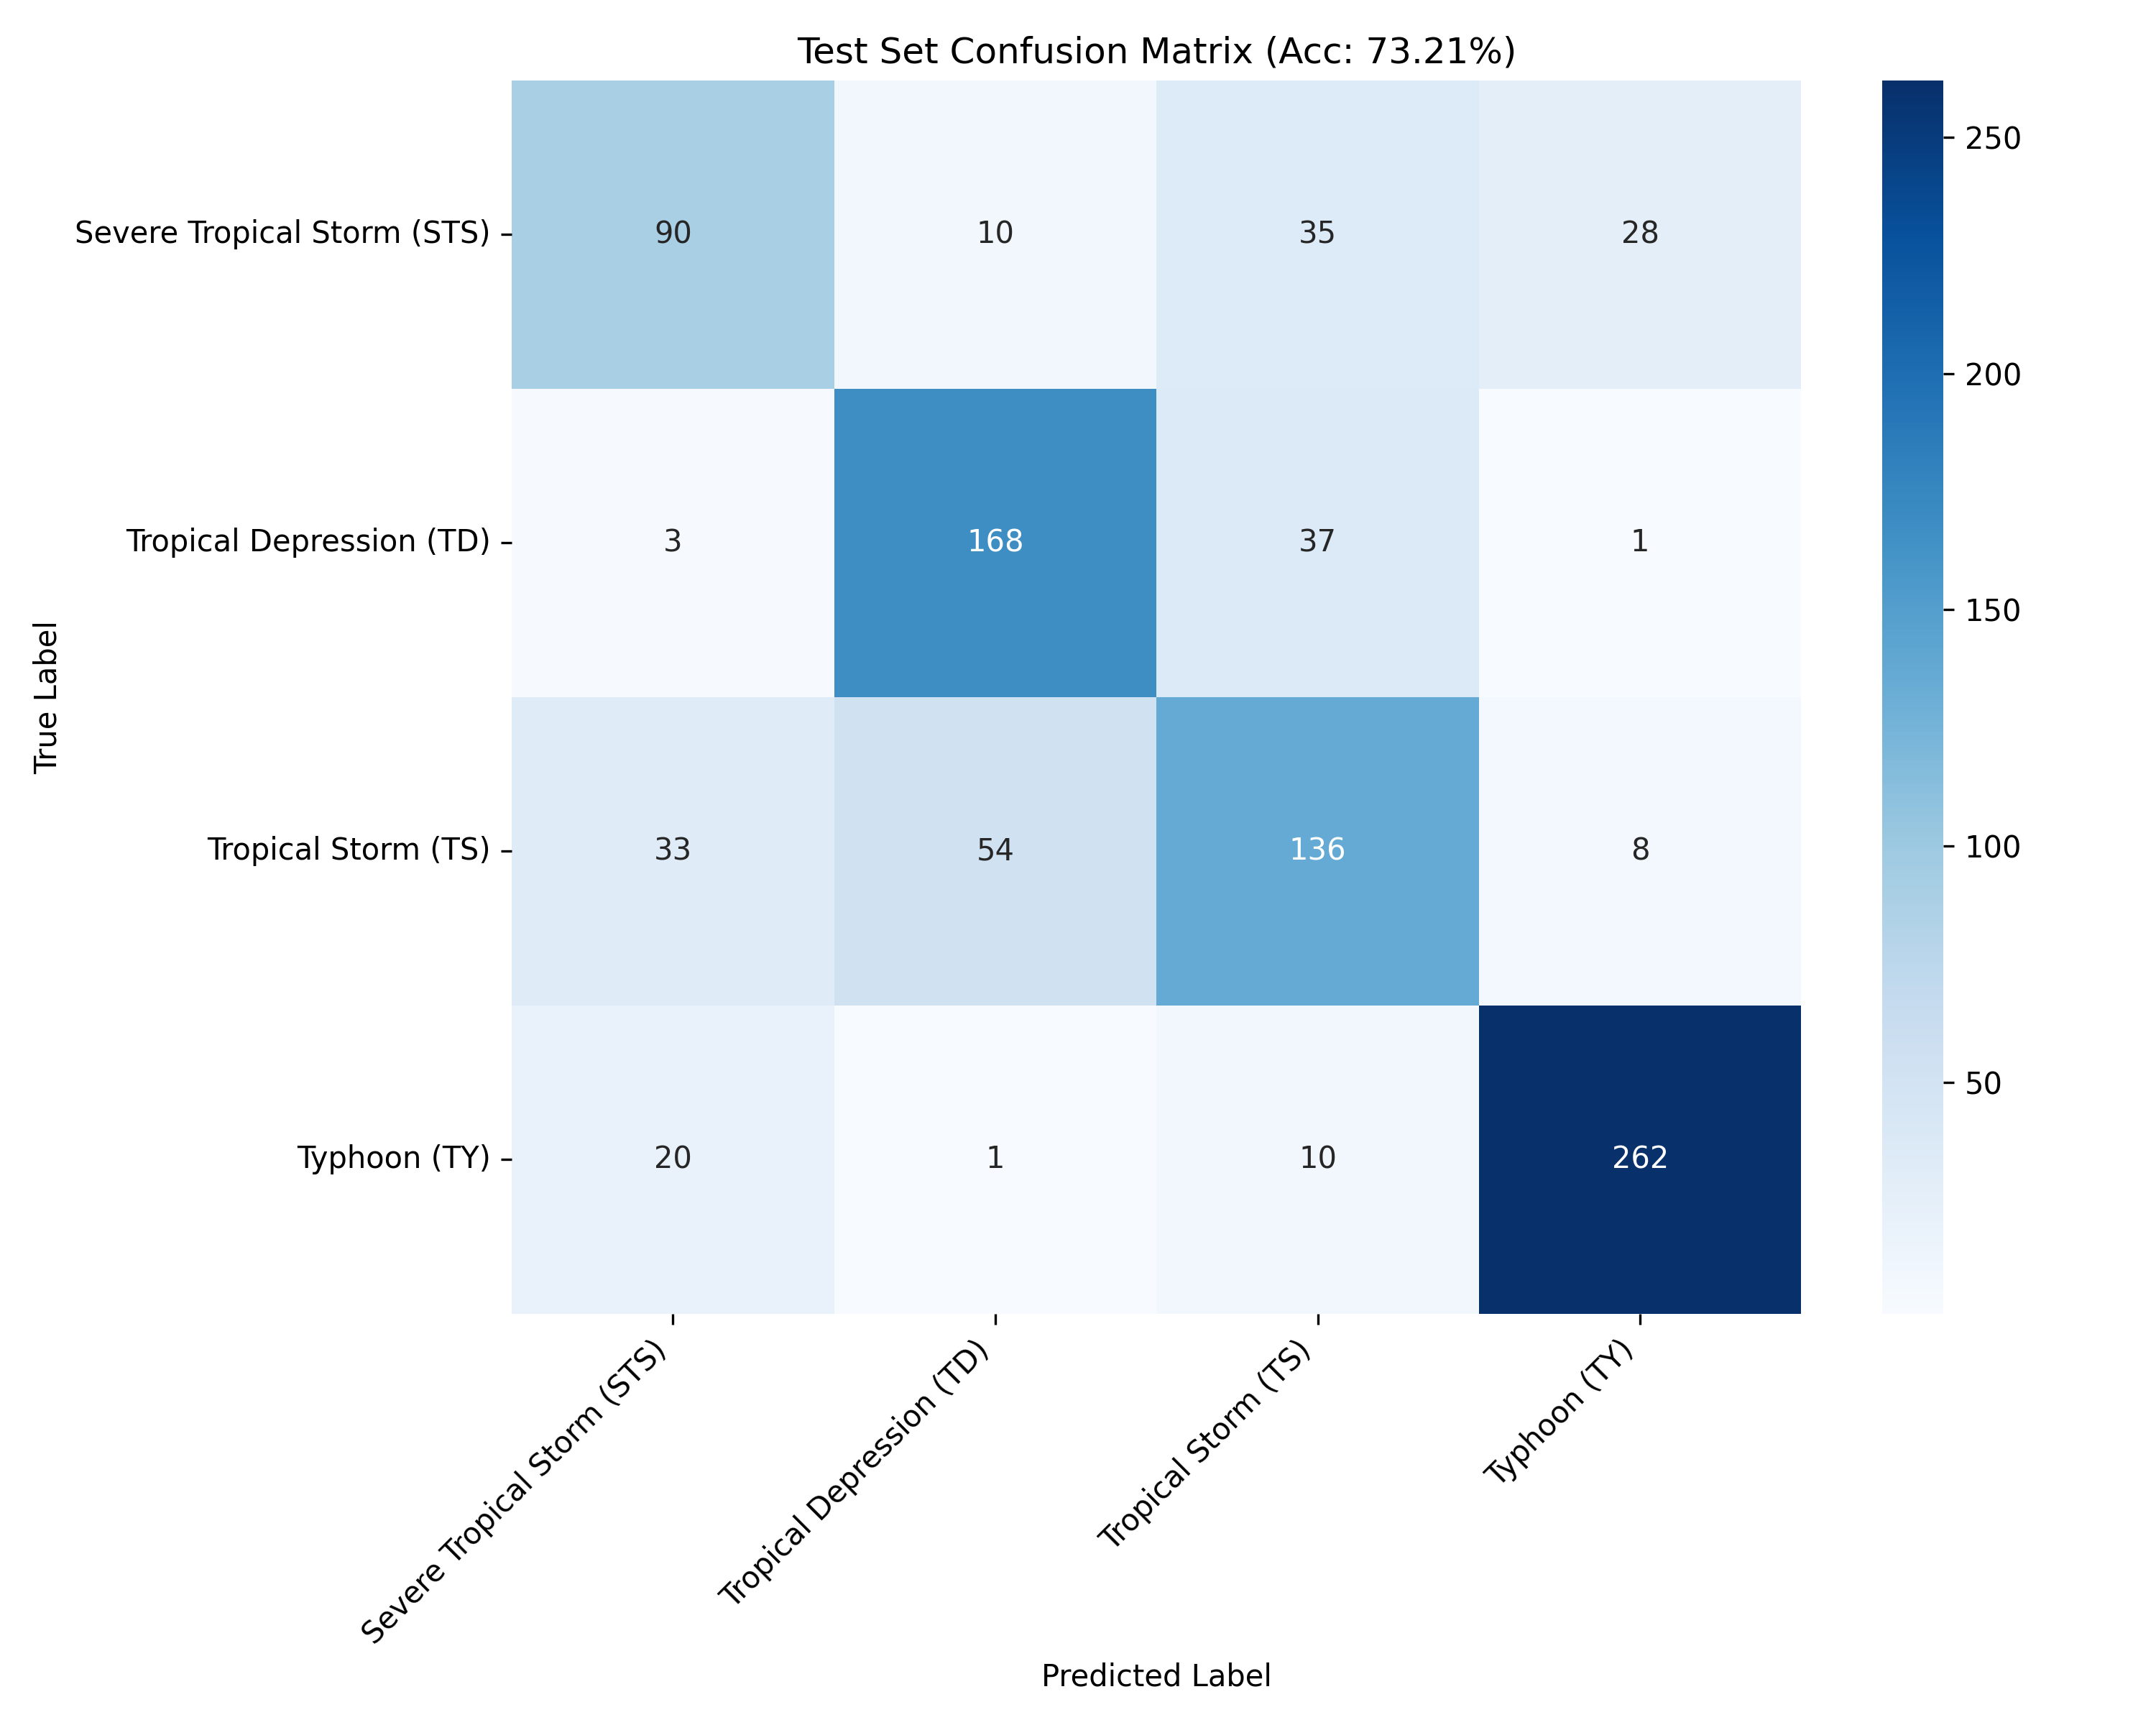 Test Set Confusion Matrix (Acc: 73.21%)
Severe Tropical Storm (STS) 90 10 35 28
Tropical Depression (TD) 3 168 37 1
Tropical Storm (TS) 33 54 136 8
Typhoon (TY) 20 1 10 262
True Label
Severe Tropical Storm (STS)
Tropical Depression (TD)
Tropical Storm (TS)
Typhoon (TY)
Predicted Label
250
200
150
100
50